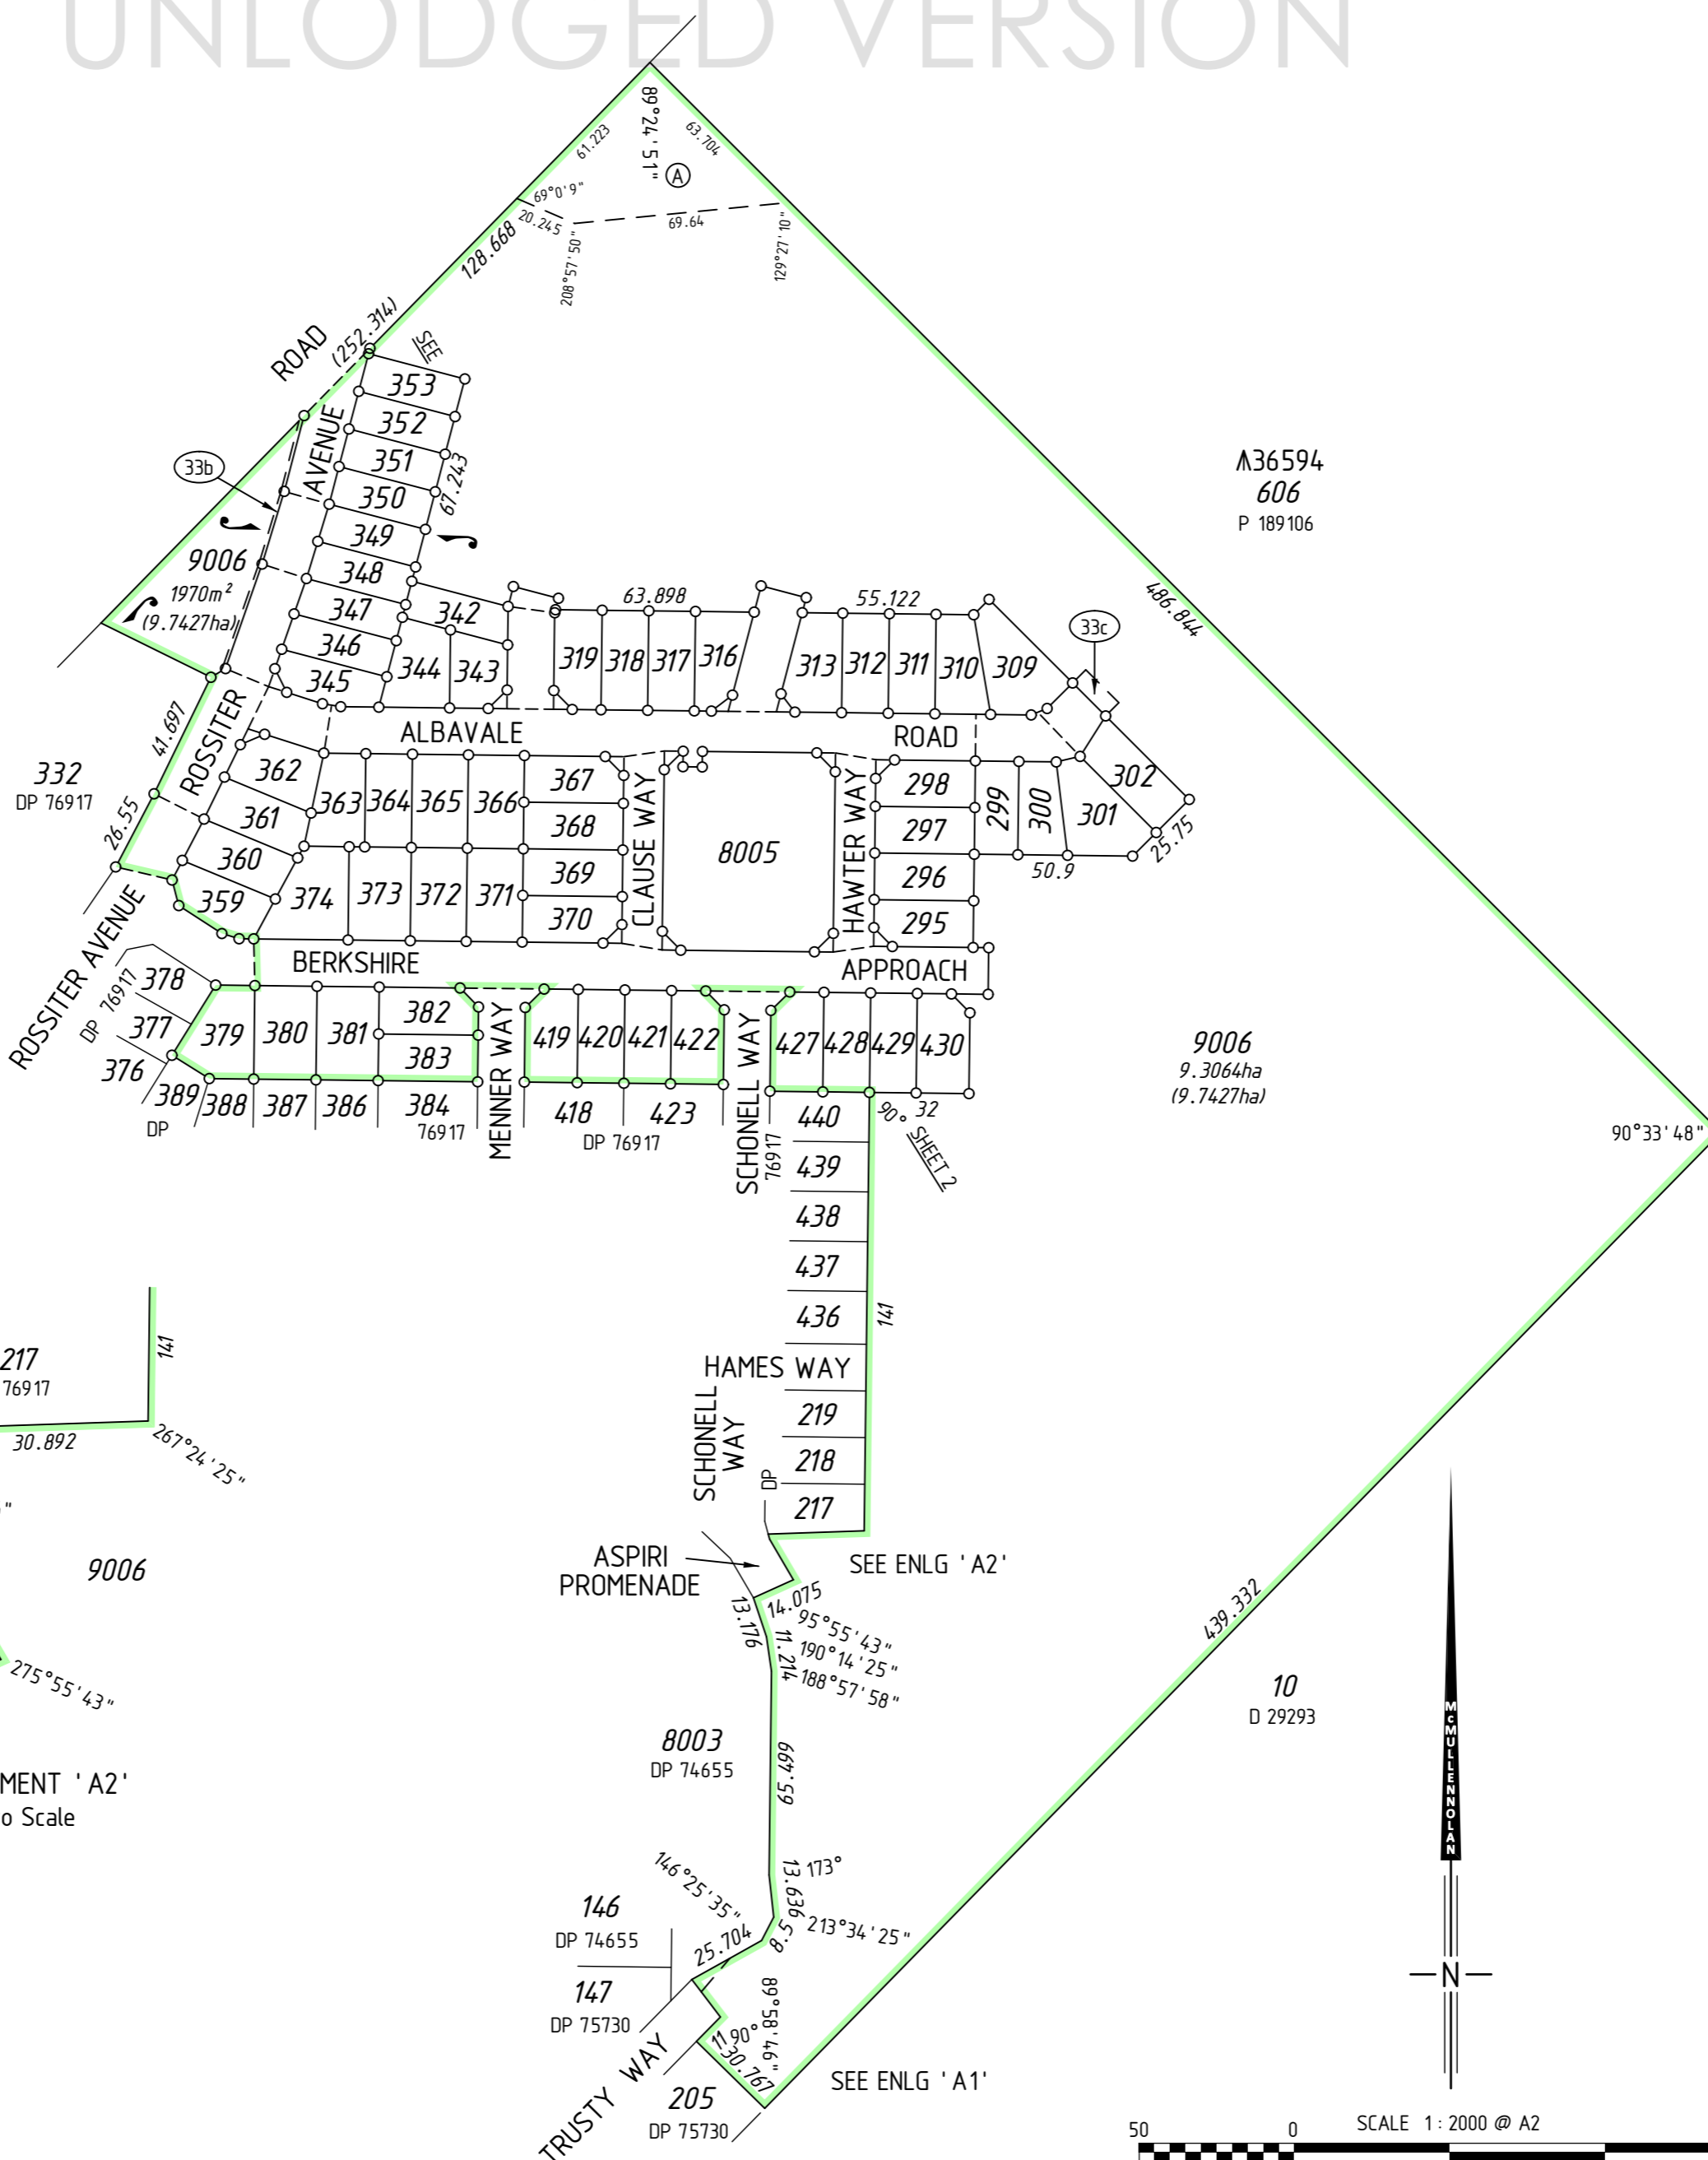 UNLODGED VERSION
89°24'51"
61.223
63.704
A
69°0'9"
20.245
69.64
128.668
208°57'50"
129°27'10"
(252.314)
ROAD
SEE
353
352
AVENUE
351
67.243
350
33b
349
9006
348
1970m²
(9.7427ha)
347
342
346
344
343
345
63.898
319
318
317
316
55.122
313
312
311
310
309
33c
486.844
Ʌ36594
606
P 189106
41.697
ROSSITER
ALBAVALE
ROAD
332
DP 76917
26.55
362
363
364
365
366
367
368
361
360
359
374
373
372
371
369
370
CLAUSE WAY
8005
HAWTER WAY
298
297
296
295
299
300
301
302
50.9
25.75
ROSSITER AVENUE
BERKSHIRE
APPROACH
378
377
376
DP 76917
379
380
381
382
383
MENNER WAY
419
420
421
422
SCHONELL WAY
427
428
429
430
389
388
387
386
384
DP
76917
418
423
DP 76917
76917
440
90°
32
SHEET 2
439
438
437
436
141
9006
9.3064ha
(9.7427ha)
90°33'48"
HAMES WAY
SCHONELL
WAY
219
218
217
DP
217
76917
141
30.892
267°24'25"
"
9006
275°55'43"
MENT 'A2'
o Scale
ASPIRI
PROMENADE
SEE ENLG 'A2'
14.075
13.176
95°55'43"
11.214
190°14'25"
188°57'58"
439.332
10
D 29293
8003
DP 74655
65.499
146°25'35"
13.636
173°
8.5
213°34'25"
25.704
146
DP 74655
147
DP 75730
89°58'46"
11
90°
30.767
TRUSTY WAY
205
DP 75730
SEE ENLG 'A1'
McMULLENNOLAN
N
50
0
SCALE 1:2000 @ A2